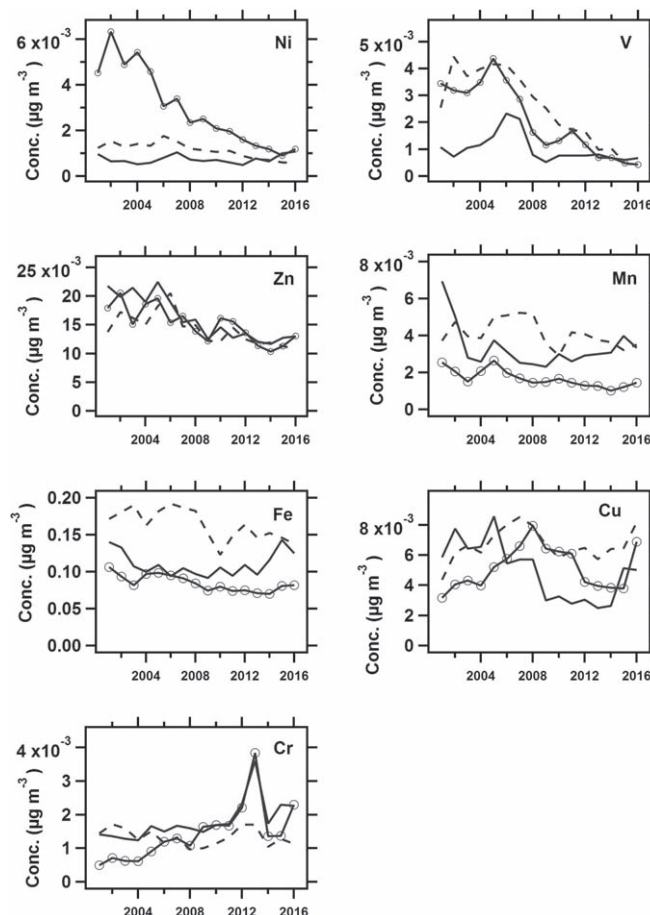 6 x10⁻³ Ni
4
2
0
Conc. (µg m⁻³)
2004 2008 2012 2016
5 x10⁻³ V
4
3
2
1
0
Conc. (µg m⁻³)
2004 2008 2012 2016
25 x10⁻³ Zn
20
15
10
5
0
Conc. (µg m⁻³)
2004 2008 2012 2016
8 x10⁻³ Mn
6
4
2
0
Conc. (µg m⁻³)
2004 2008 2012 2016
0.20 Fe
0.15
0.10
0.05
0.00
Conc. (µg m⁻³)
2004 2008 2012 2016
8 x10⁻³ Cu
6
4
2
0
Conc. (µg m⁻³)
2004 2008 2012 2016
4 x10⁻³ Cr
3
2
1
0
Conc. (µg m⁻³)
2004 2008 2012 2016